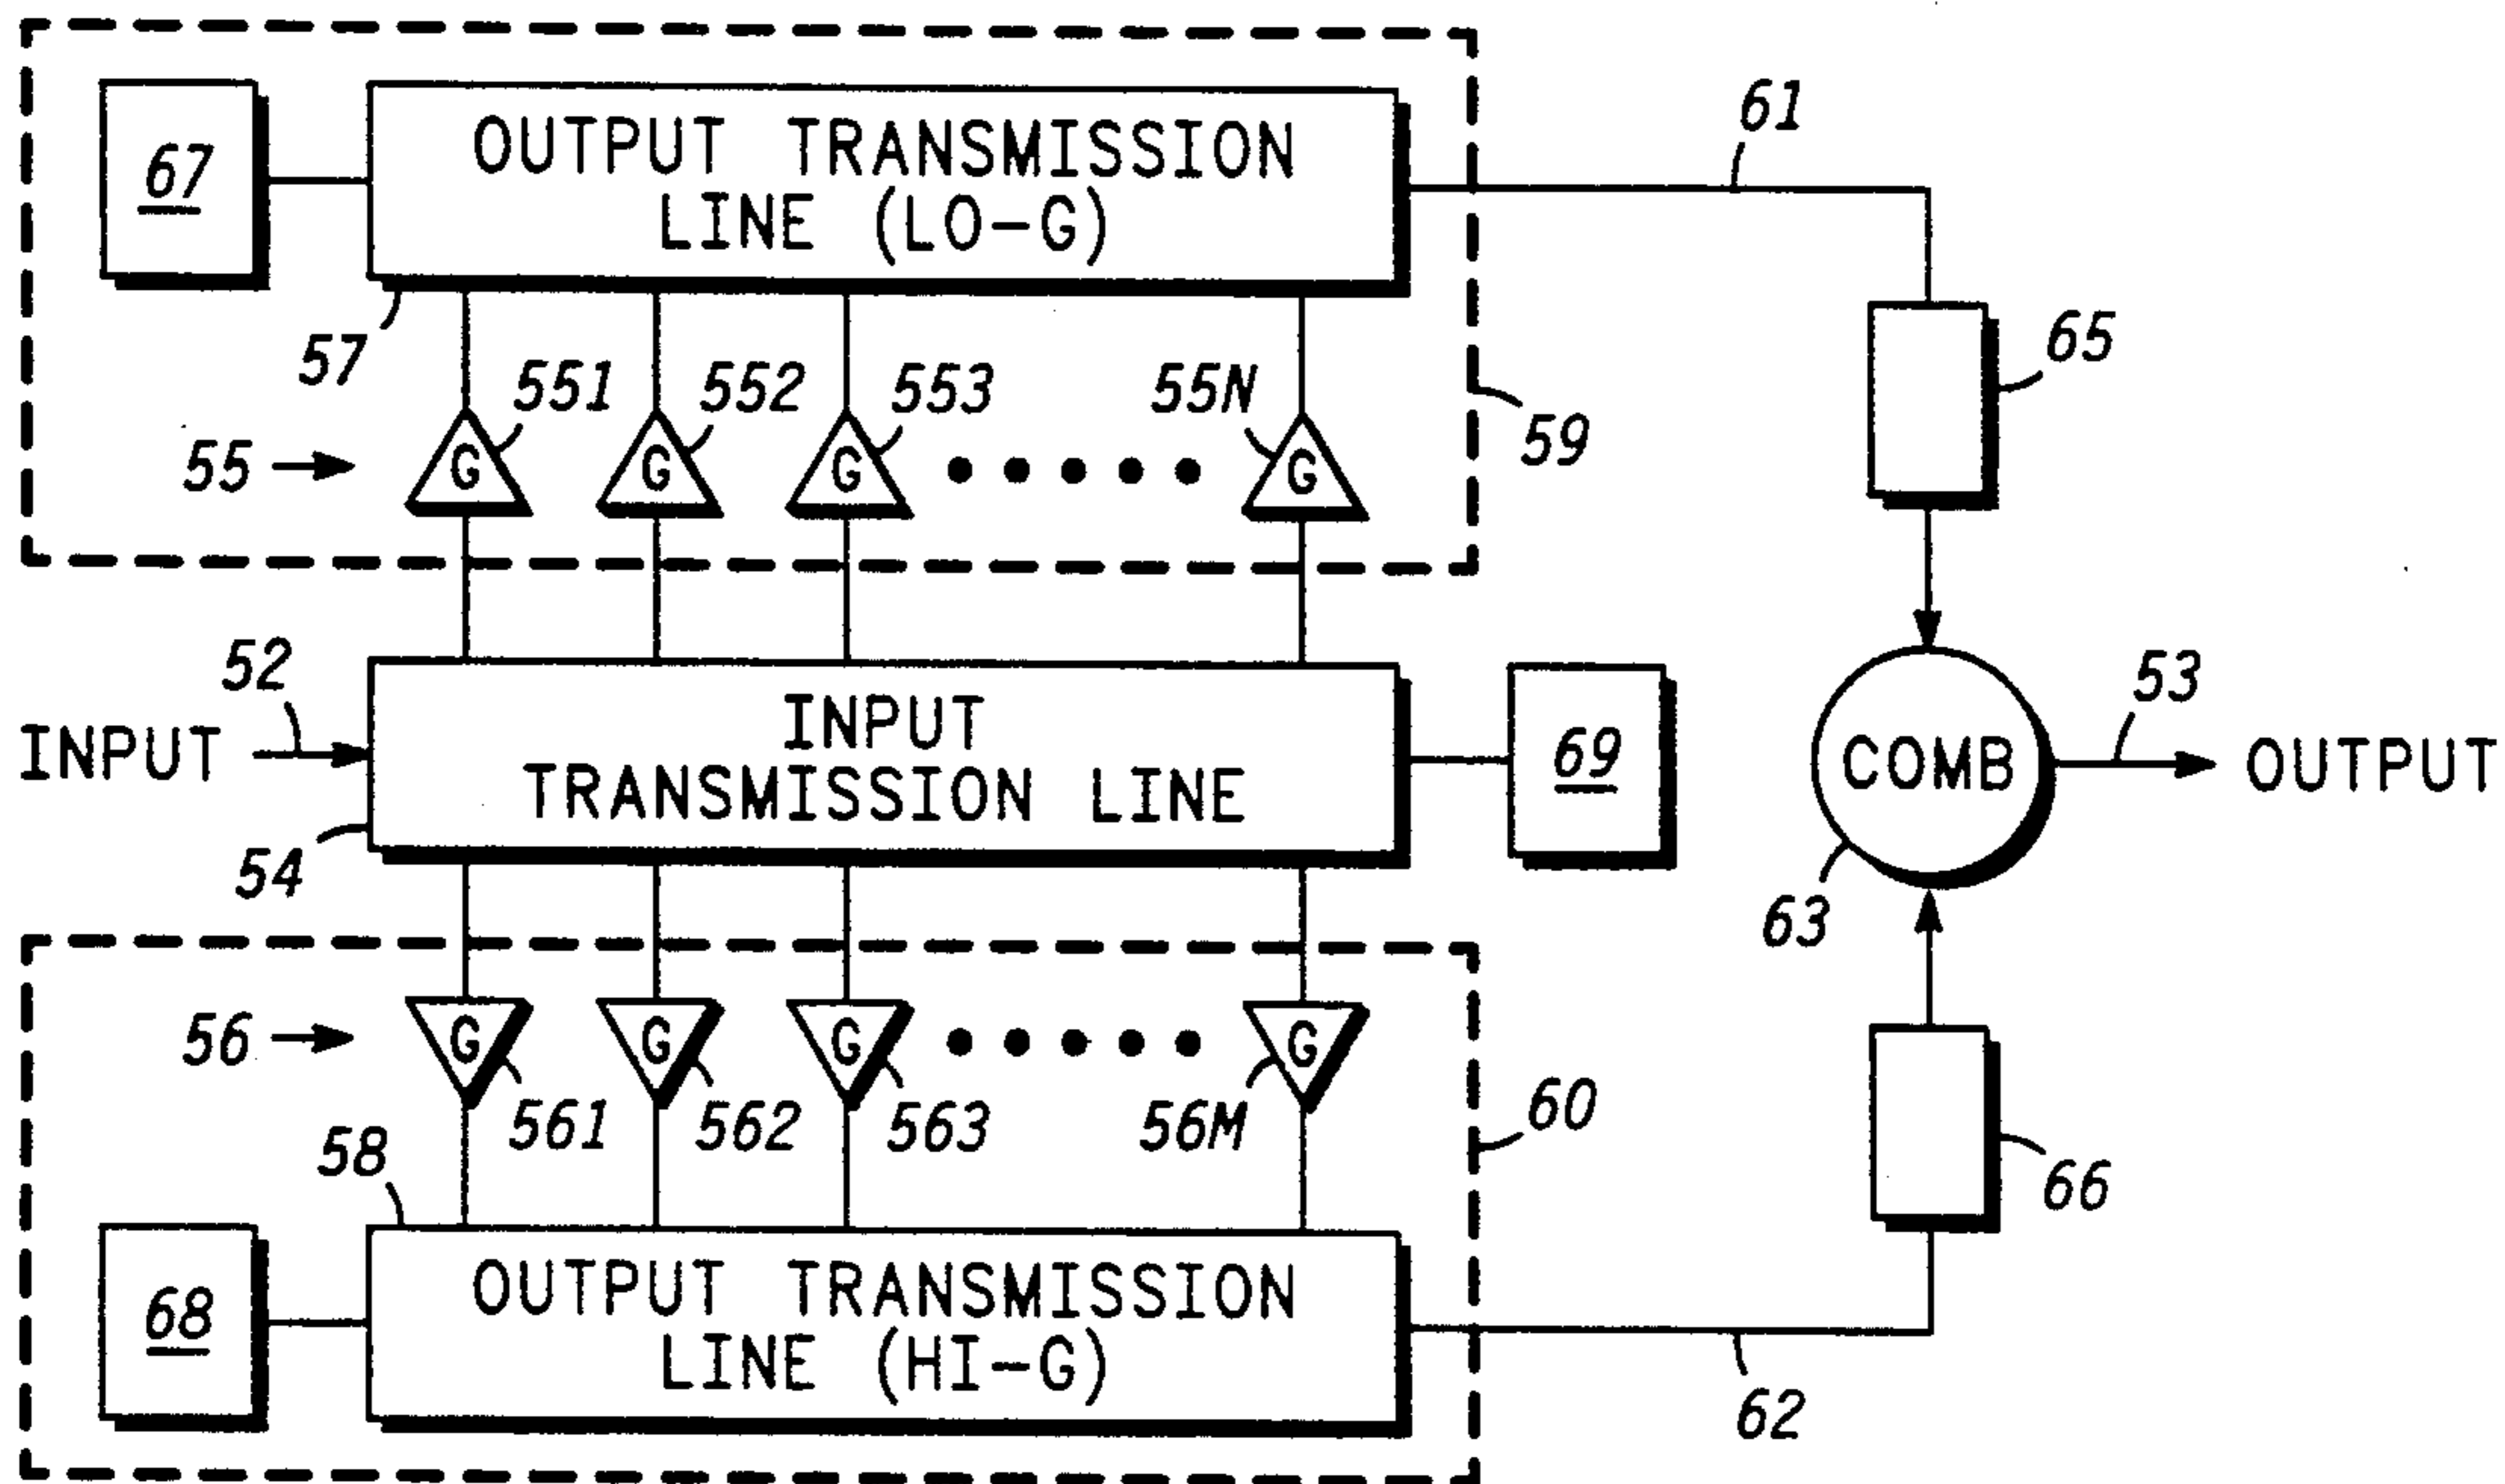 61
OUTPUT TRANSMISSION
LINE (LO-G)
67
65
57
551
552
553
55N
55
59
52
INPUT
INPUT
TRANSMISSION LINE
69
COMB
53
OUTPUT
54
63
56
561
562
563
56M
60
58
66
OUTPUT TRANSMISSION
LINE (HI-G)
68
62
G
G
G
G
G
G
G
G